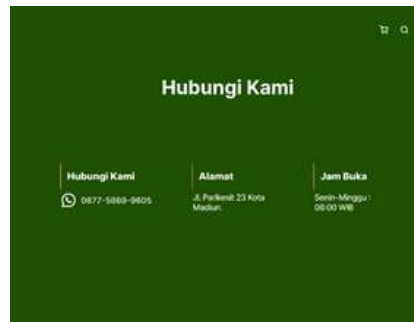 Hubungi Kami
Hubungi Kami
Alamat
Jam Buka
0877-5869-9605
Jl. Parikesit 23 Kota
Madiun.
Senin-Minggu :
08:00 WIB